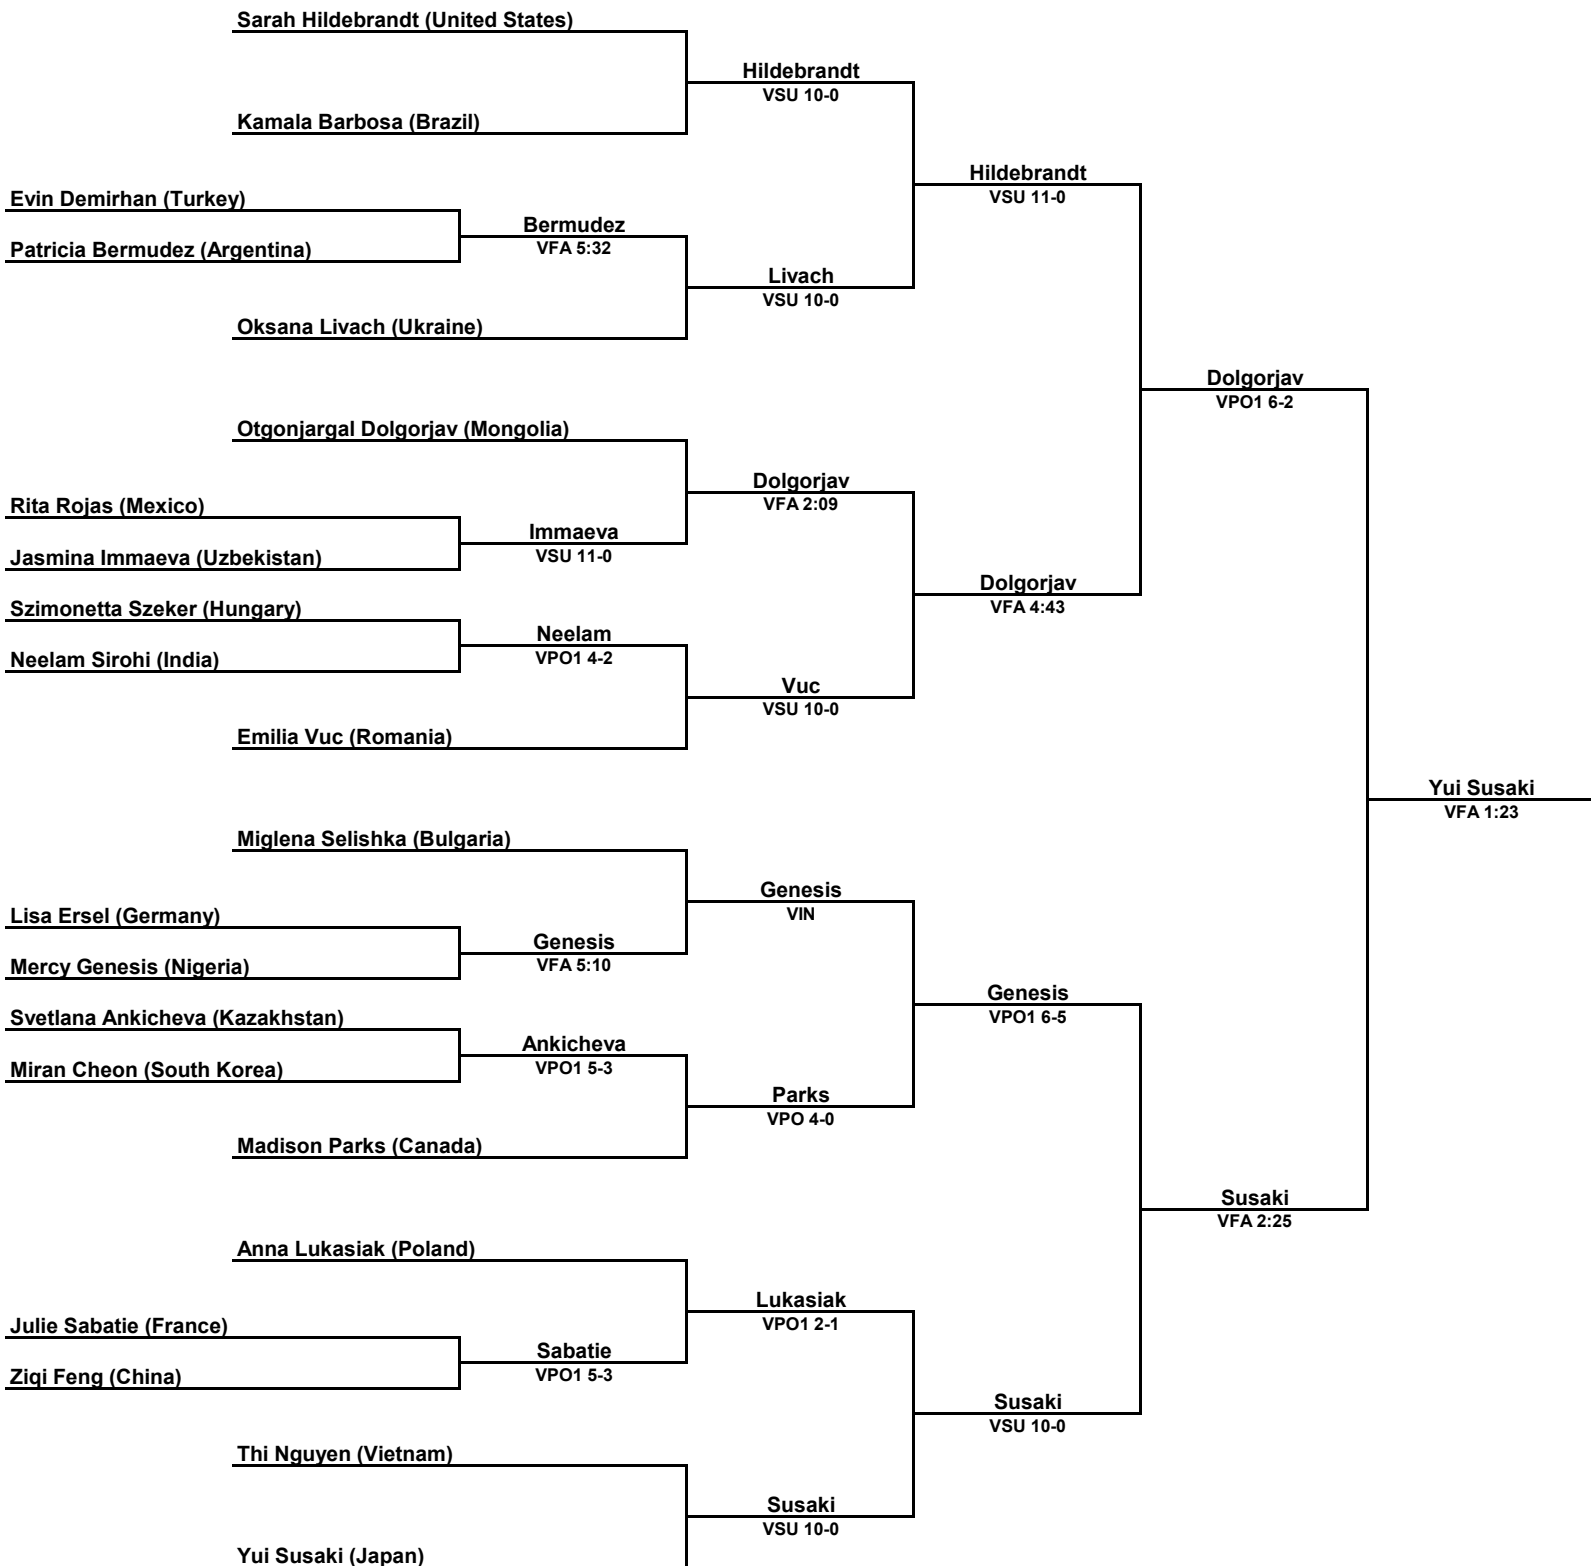 Sarah Hildebrandt (United States)
Hildebrandt
VSU 10-0
Kamala Barbosa (Brazil)
Hildebrandt
VSU 11-0
Evin Demirhan (Turkey)
Bermudez
VFA 5:32
Patricia Bermudez (Argentina)
Livach
VSU 10-0
Oksana Livach (Ukraine)
Dolgorjav
VPO1 6-2
Otgonjargal Dolgorjav (Mongolia)
Dolgorjav
VFA 2:09
Rita Rojas (Mexico)
Immaeva
VSU 11-0
Jasmina Immaeva (Uzbekistan)
Dolgorjav
VFA 4:43
Szimonetta Szeker (Hungary)
Neelam
VPO1 4-2
Neelam Sirohi (India)
Vuc
VSU 10-0
Emilia Vuc (Romania)
Yui Susaki
VFA 1:23
Miglena Selishka (Bulgaria)
Genesis
VIN
Lisa Ersel (Germany)
Genesis
VFA 5:10
Mercy Genesis (Nigeria)
Genesis
VPO1 6-5
Svetlana Ankicheva (Kazakhstan)
Ankicheva
VPO1 5-3
Miran Cheon (South Korea)
Parks
VPO 4-0
Madison Parks (Canada)
Susaki
VFA 2:25
Anna Lukasiak (Poland)
Lukasiak
VPO1 2-1
Julie Sabatie (France)
Sabatie
VPO1 5-3
Ziqi Feng (China)
Susaki
VSU 10-0
Thi Nguyen (Vietnam)
Susaki
VSU 10-0
Yui Susaki (Japan)